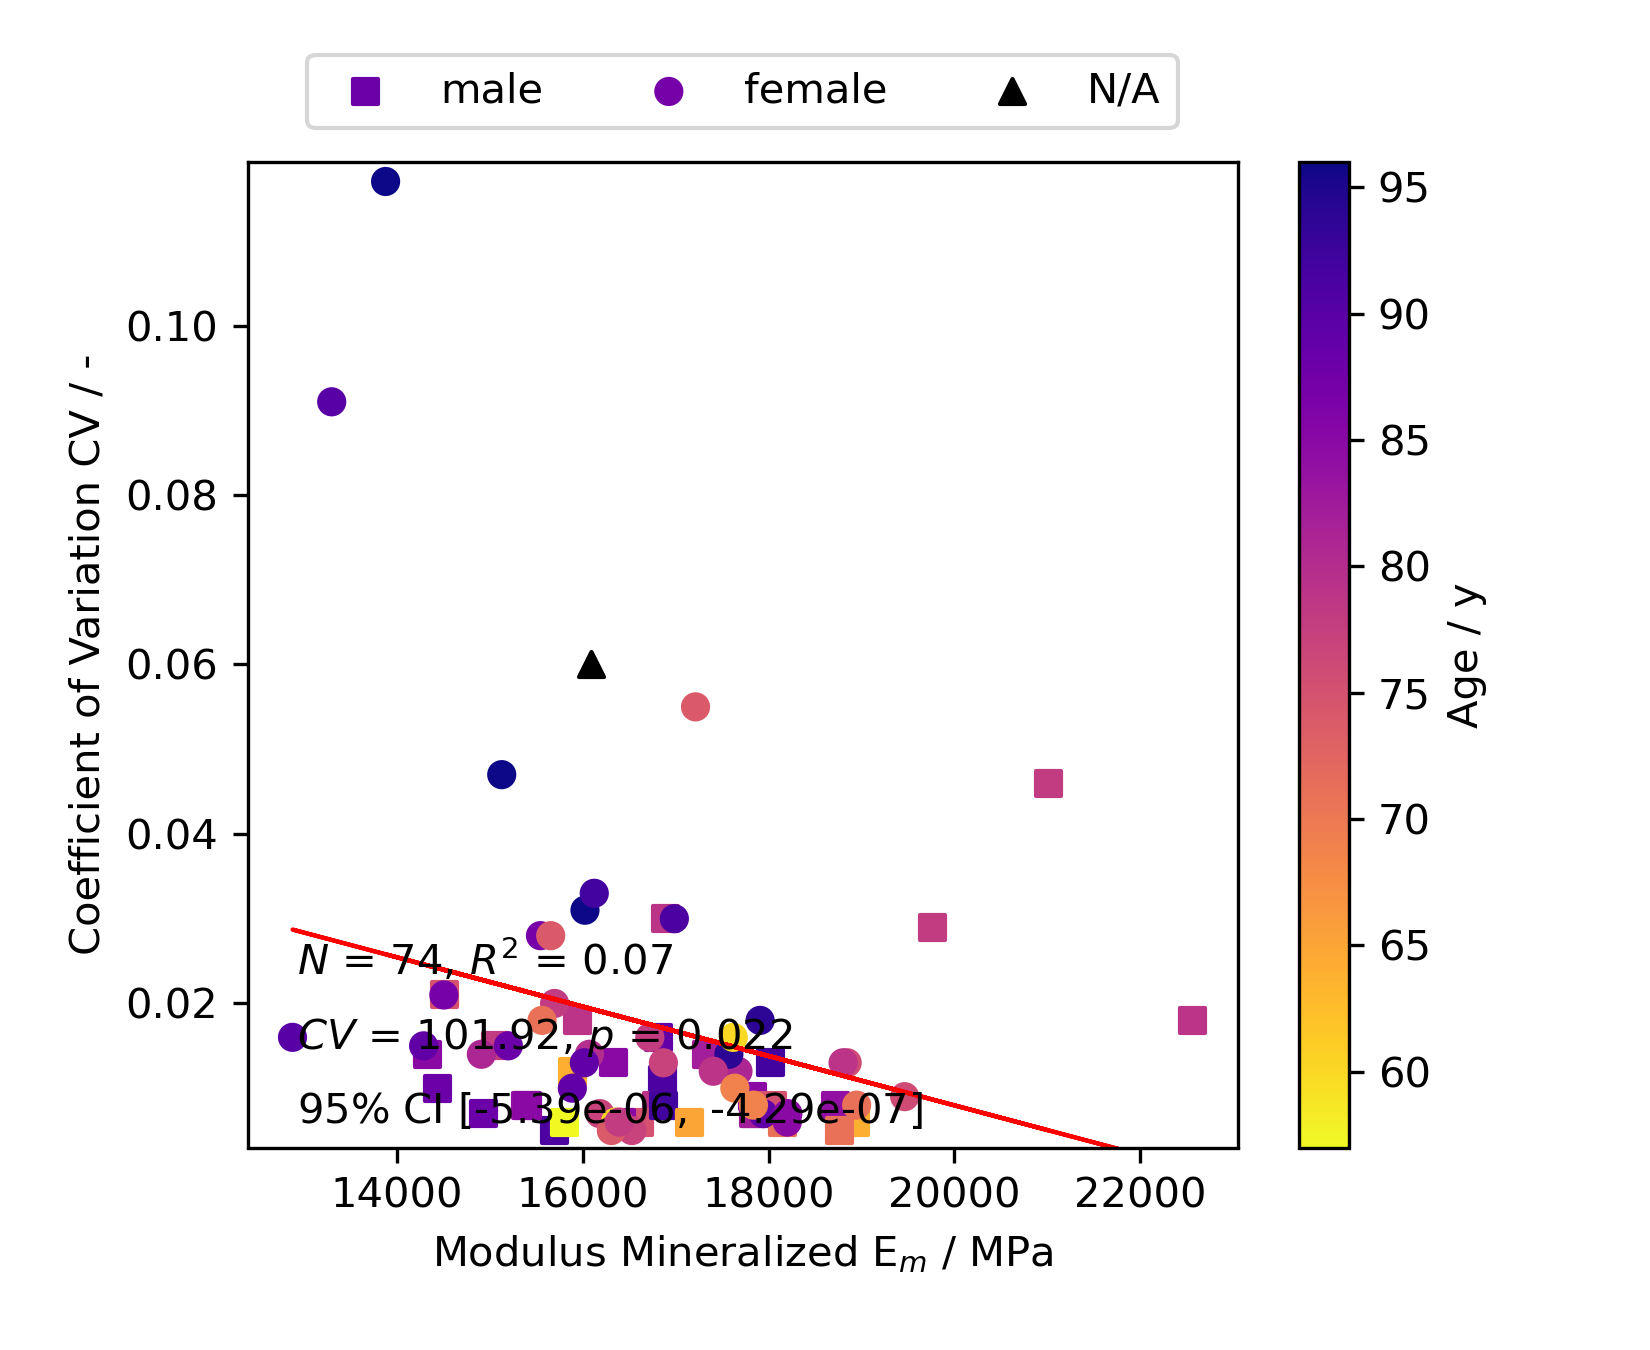 male female N/A
0.10
0.08
0.06
0.04
0.02
Coefficient of Variation CV / -
N = 74, R² = 0.07
CV = 101.92, p = 0.022
95% CI [-5.39e-06, -4.29e-07]
14000 16000 18000 20000 22000
Modulus Mineralized Eₘ / MPa
95
90
85
80
75
70
65
60
Age / y